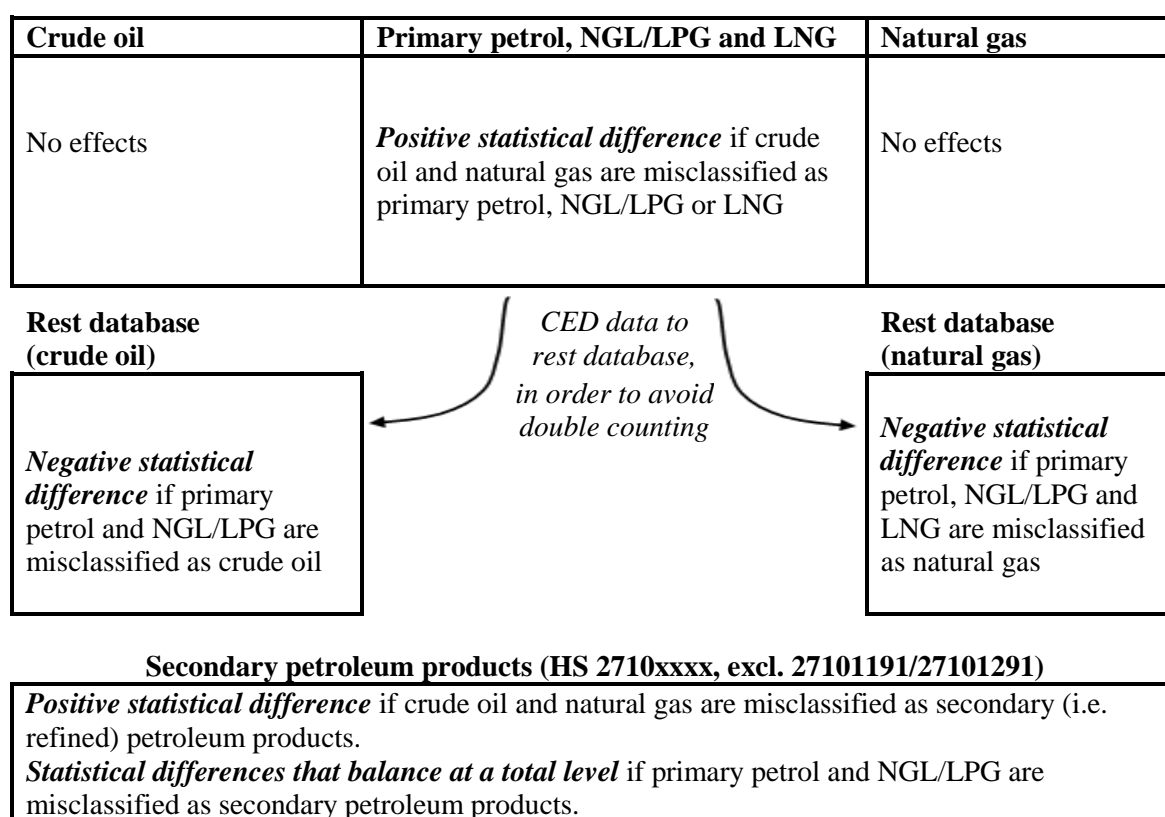 Crude oil
Primary petrol, NGL/LPG and LNG
Natural gas
No effects
Positive statistical difference if crude
oil and natural gas are misclassified as
primary petrol, NGL/LPG or LNG
No effects
Rest database
(crude oil)
CED data to
rest database,
in order to avoid
double counting
Rest database
(natural gas)
Negative statistical
difference if primary
petrol and NGL/LPG are
misclassified as crude oil
Negative statistical
difference if primary
petrol, NGL/LPG and
LNG are misclassified
as natural gas
Secondary petroleum products (HS 2710xxxx, excl. 27101191/27101291)
Positive statistical difference if crude oil and natural gas are misclassified as secondary (i.e.
refined) petroleum products.
Statistical differences that balance at a total level if primary petrol and NGL/LPG are
misclassified as secondary petroleum products.